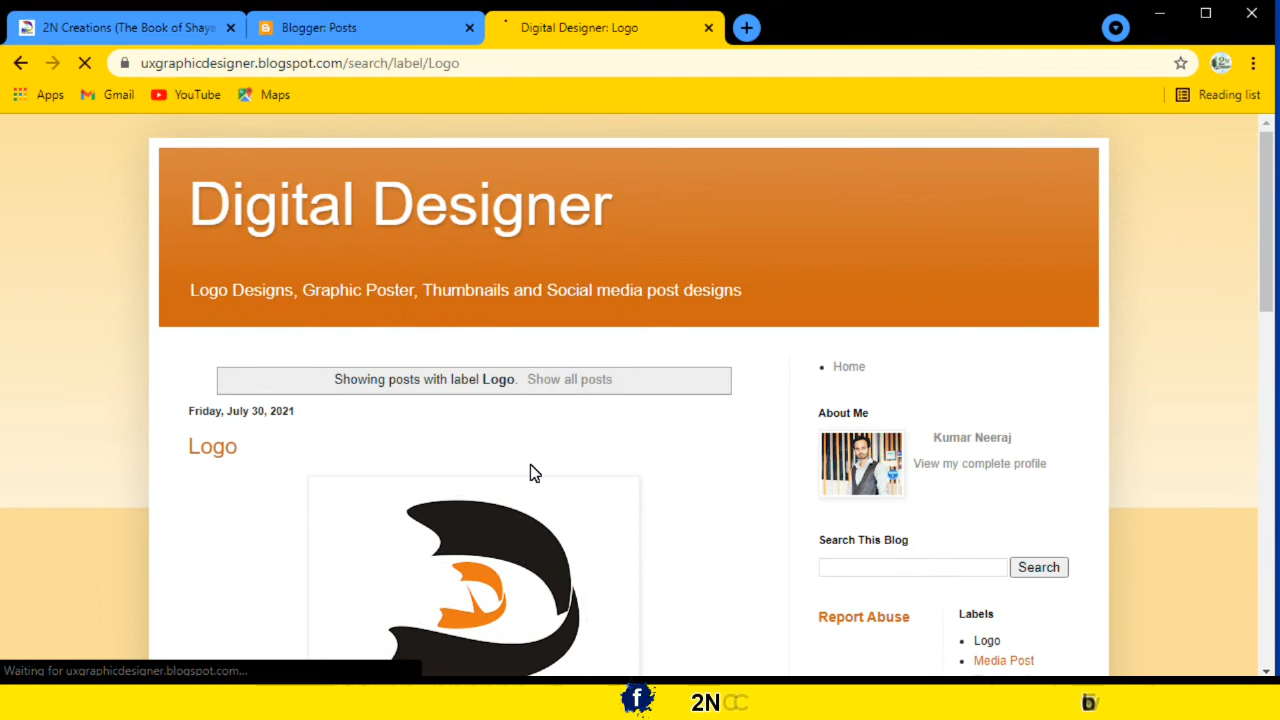 2N Creations (The Book of Shaya
Blogger: Posts
Digital Designer: Logo
uxgraphicdesigner.blogspot.com/search/label/Logo
Apps
Gmail
YouTube
Maps
Reading list
Digital Designer
Logo Designs, Graphic Poster, Thumbnails and Social media post designs
Showing posts with label Logo. Show all posts
Friday, July 30, 2021
Logo
Home
About Me
Kumar Neeraj
View my complete profile
Search This Blog
Search
Report Abuse
Labels
Logo
Media Post
Waiting for uxgraphicdesigner.blogspot.com...
f
2N